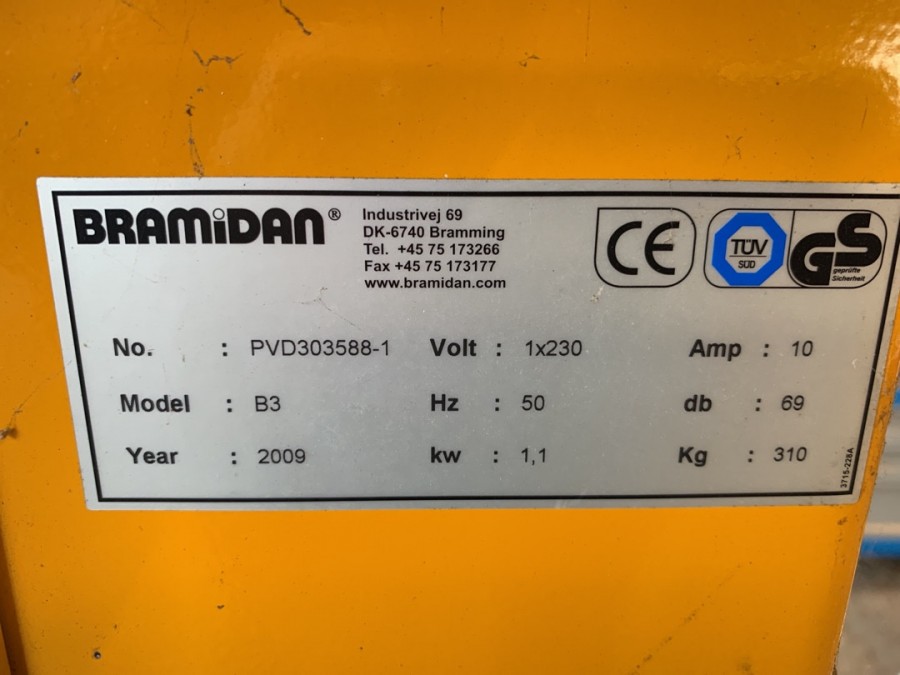 BRAMiDAN®
Industrivej 69
DK-6740 Bramming
Tel. +45 75 173266
Fax +45 75 173177
www.bramidan.com
CE
TÜV
SÜD
GS
geprüfte
Sicherheit
No. : PVD303588-1 Volt : 1x230 Amp : 10
Model : B3 Hz : 50 db : 69
Year : 2009 kw : 1,1 Kg : 310
3715-228A